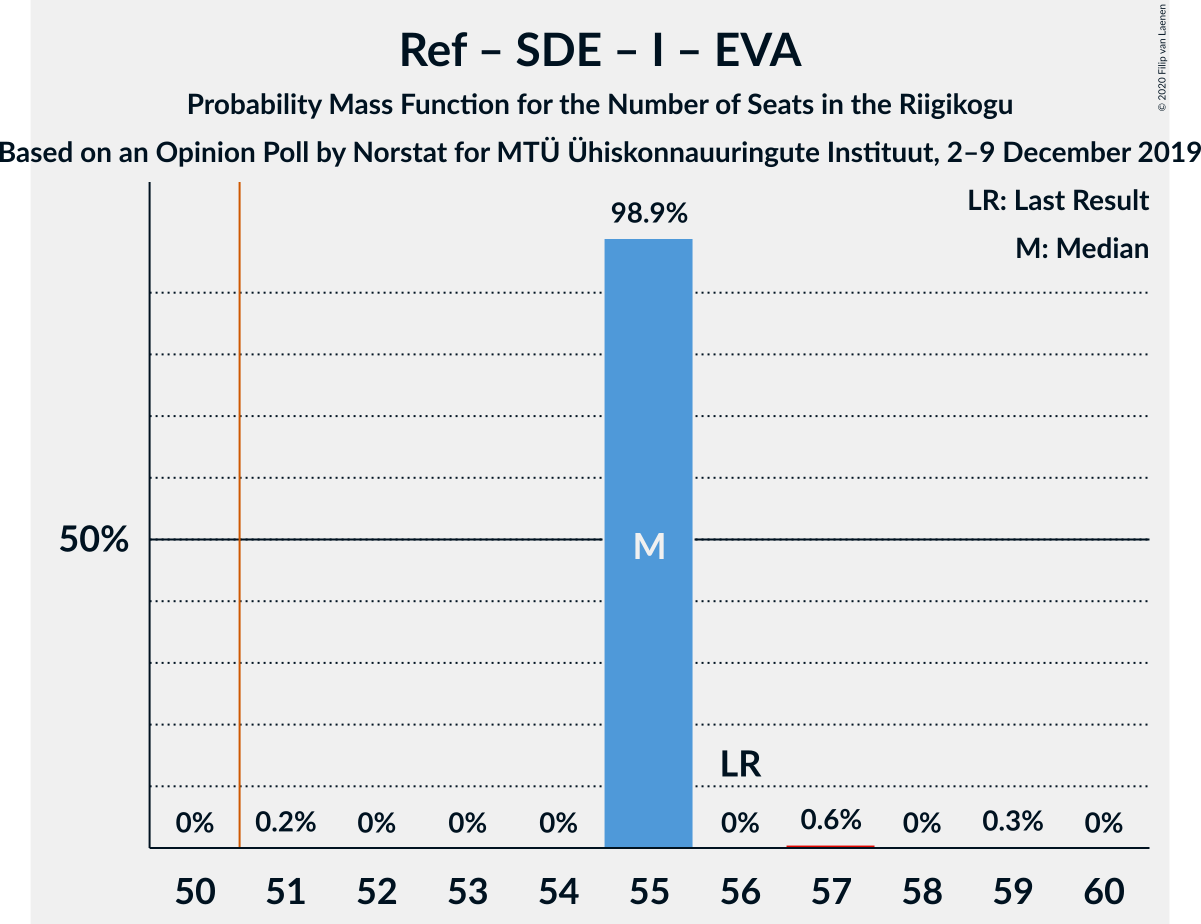 Ref – SDE – I – EVA
Probability Mass Function for the Number of Seats in the Riigikogu
Based on an Opinion Poll by Norstat for MTÜ Ühiskonnauuringute Instituut, 2–9 December 2019
© 2020 Filip van Laenen
LR: Last Result
M: Median
98.9%
50%
M
LR
0% 0.2% 0% 0% 0% 0% 0.6% 0% 0.3% 0%
50 51 52 53 54 55 56 57 58 59 60